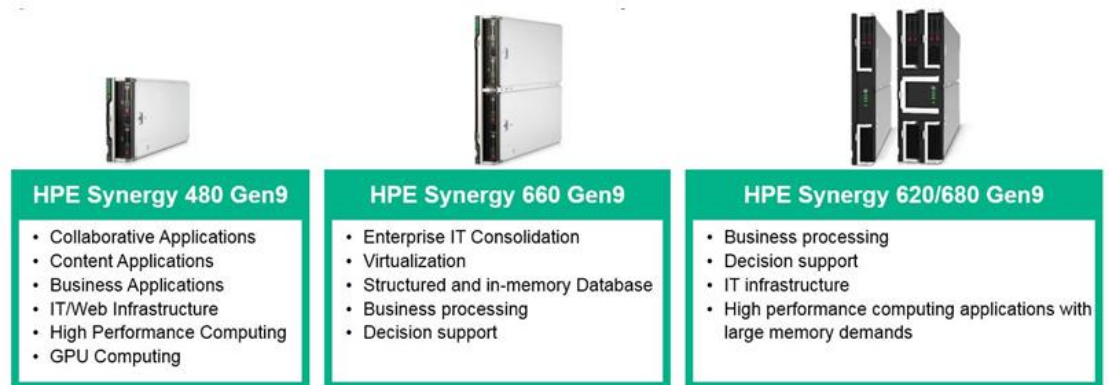 HPE Synergy 480 Gen9
• Collaborative Applications
• Content Applications
• Business Applications
• IT/Web Infrastructure
• High Performance Computing
• GPU Computing
HPE Synergy 660 Gen9
• Enterprise IT Consolidation
• Virtualization
• Structured and in-memory Database
• Business processing
• Decision support
HPE Synergy 620/680 Gen9
• Business processing
• Decision support
• IT infrastructure
• High performance computing applications with
large memory demands